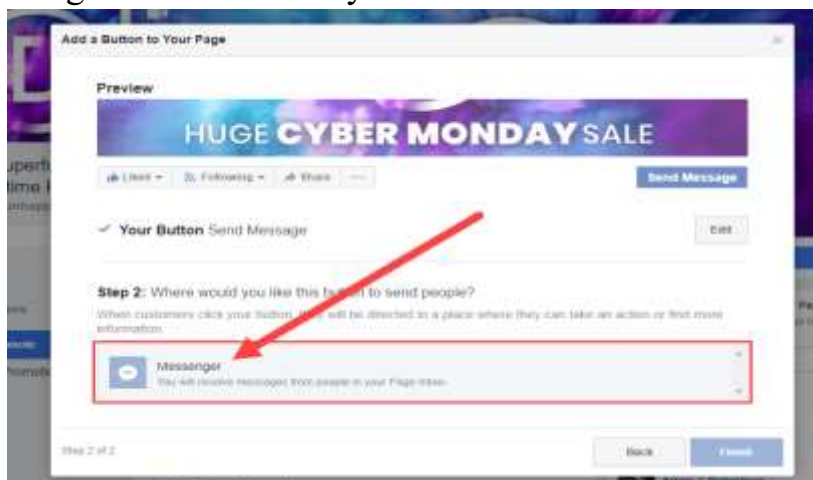 Add a Button to Your Page
Preview
HUGE CYBER MONDAY SALE
Liked Following Share
Send Message
Your Button Send Message
Edit
Step 2: Where would you like this button to send people?
When customers click your button, they will be directed to a place where they can take an action or find more
information.
Messenger
You will receive messages from people in your Page inbox.
Step 2 of 2
Back
Finish